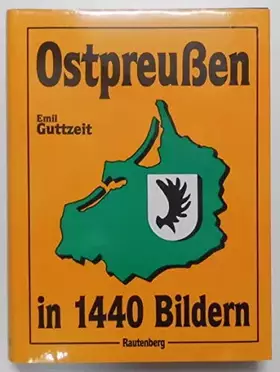 Ostpreußen
Emil
Guttzeit
in 1440 Bildern
Rautenberg